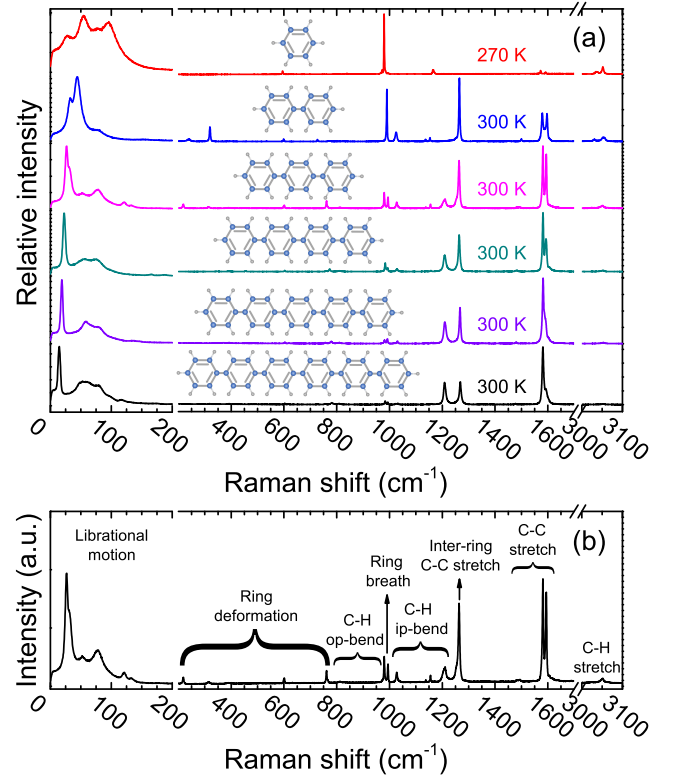 (a)
270 K
300 K
300 K
300 K
300 K
300 K
Relative intensity
0 100 200 400 600 800 1000 1200 1400 1600 3000 3100
Raman shift (cm⁻¹)
(b)
Librational
motion
Ring
deformation
C-H
op-bend
Ring
breath
C-H
ip-bend
Inter-ring
C-C stretch
C-C
stretch
C-H
stretch
Intensity (a.u.)
0 100 200 400 600 800 1000 1200 1400 1600 3000 3100
Raman shift (cm⁻¹)